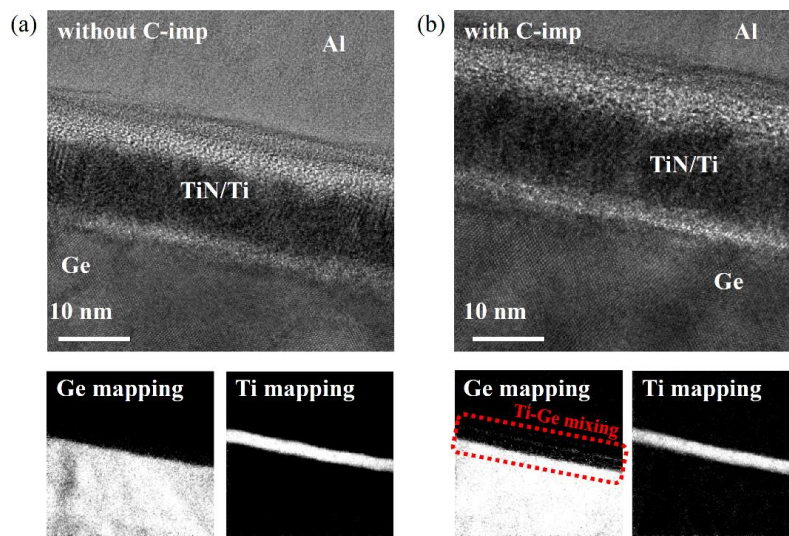 (a)
without C-imp
Al
TiN/Ti
Ge
10 nm
Ge mapping
Ti mapping
(b)
with C-imp
Al
TiN/Ti
Ge
10 nm
Ge mapping
Ti-Ge mixing
Ti mapping